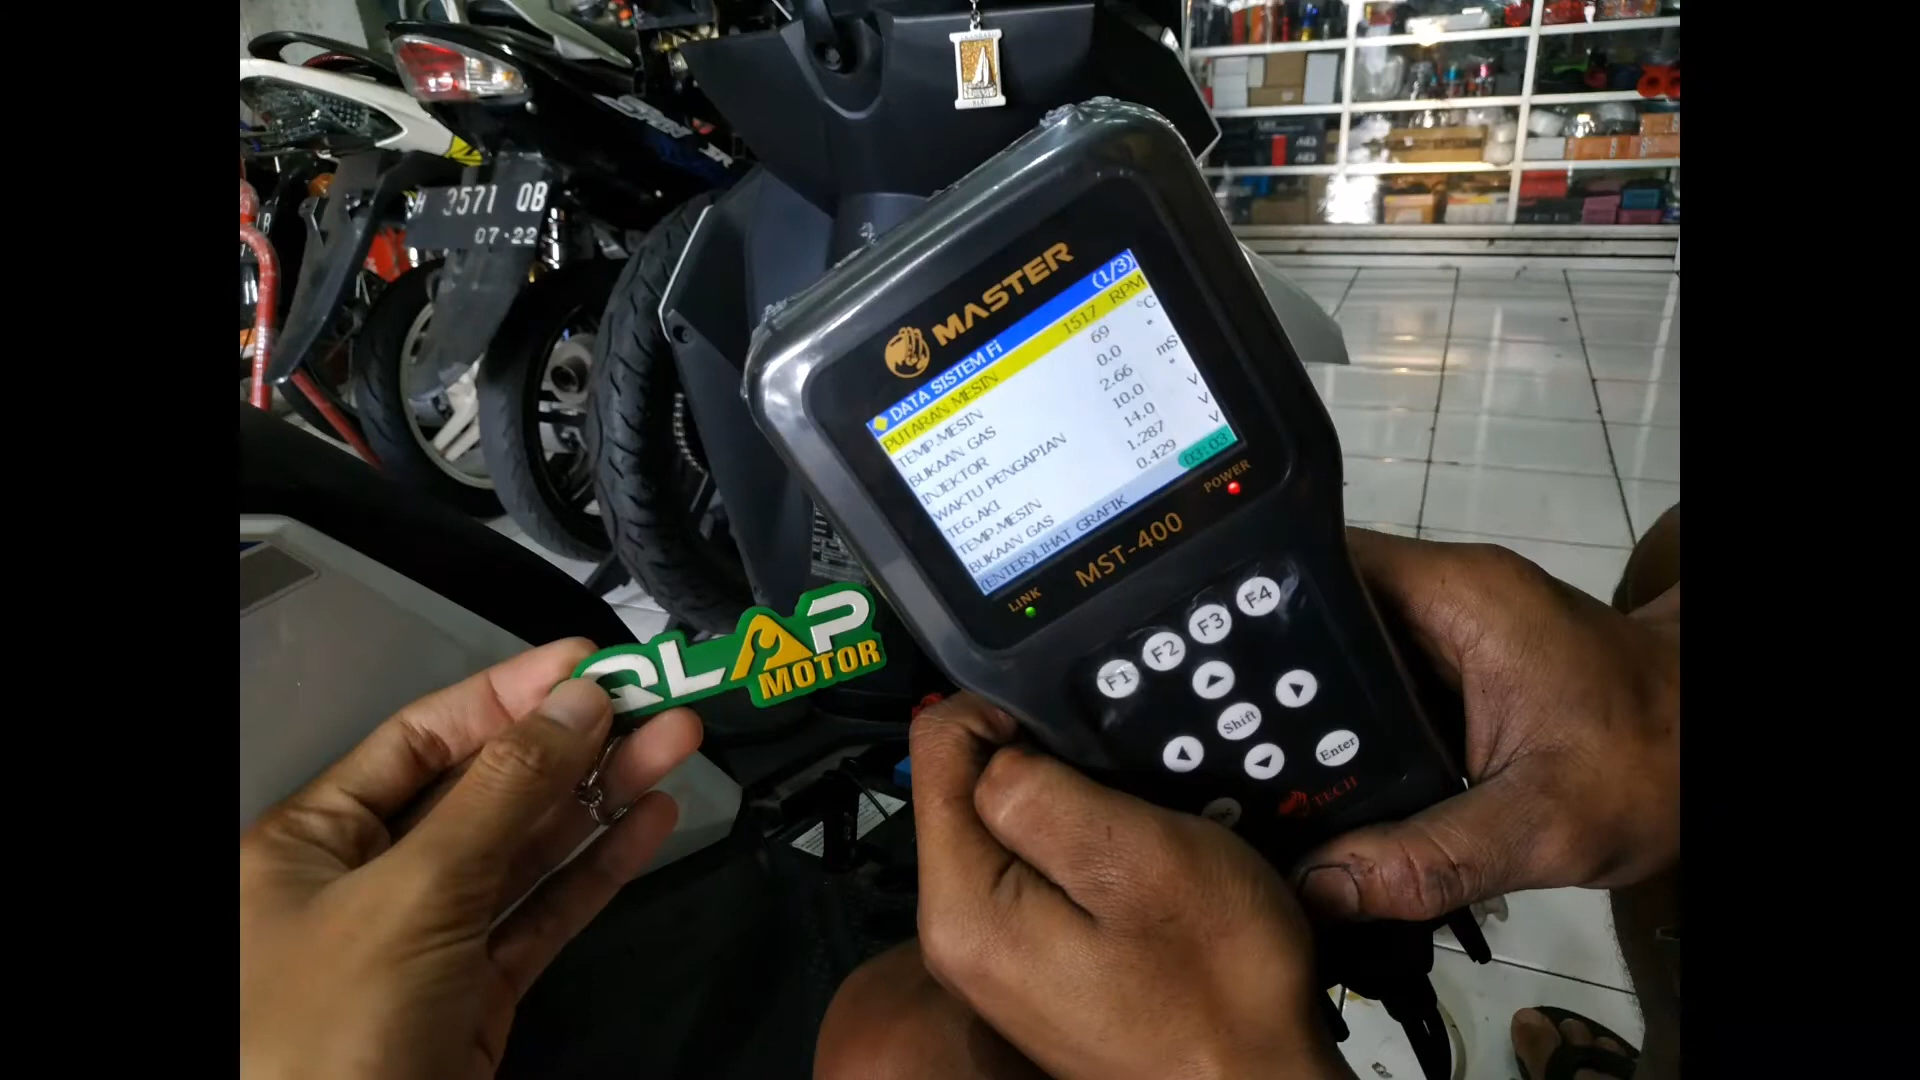 H 3571 OB
07·22
Spin
SR
MASTER
DATA SISTEM Fi (1/3)
PUTARAN MESIN 1517 RPM
TEMP.MESIN 69 °C
BUKAAN GAS 0.0 °
INJEKTOR 2.66 mS
WAKTU PENGAPIAN 10.0 °
TEG.AKI 14.0 V
TEMP.MESIN 1.287 V
BUKAAN GAS 0.429 V
(ENTER)LIHAT GRAFIK 03:03
LINK
MST-400
POWER
QLAP
MOTOR
F1
F2
F3
F4
Shift
Enter
TECH